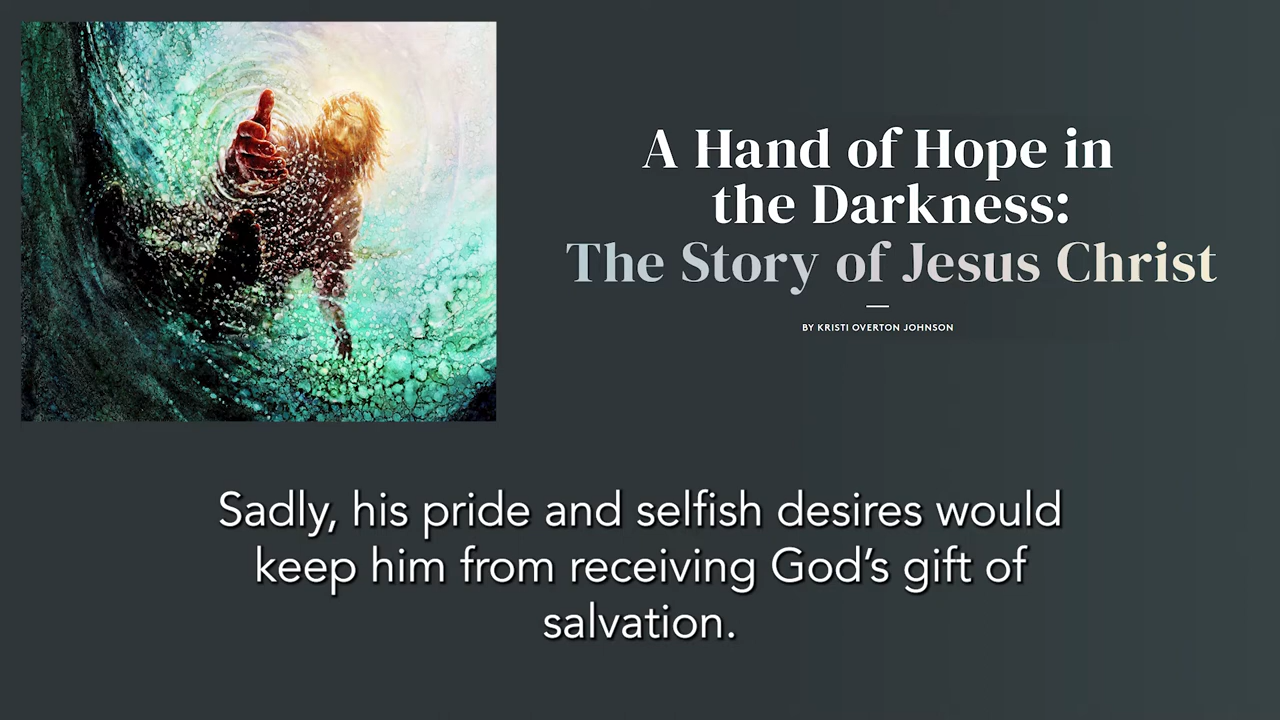 A Hand of Hope in
the Darkness:
The Story of Jesus Christ
BY KRISTI OVERTON JOHNSON
Sadly, his pride and selfish desires would
keep him from receiving God’s gift of
salvation.